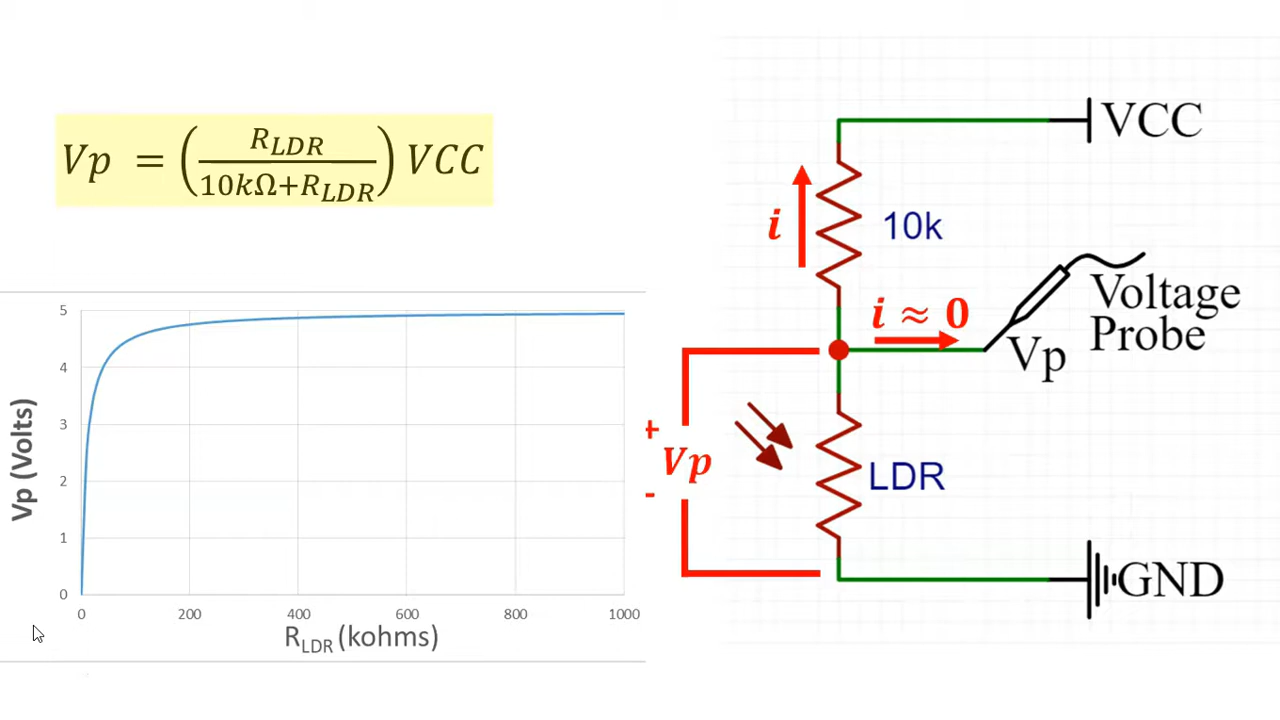 Vp = (R_LDR / 10kΩ+R_LDR) VCC
5
4
3
2
1
0
Vp (Volts)
0 200 400 600 800 1000
R_LDR (kohms)
VCC
i
10k
i ≈ 0
Voltage
Probe
Vp
+
Vp
-
LDR
GND